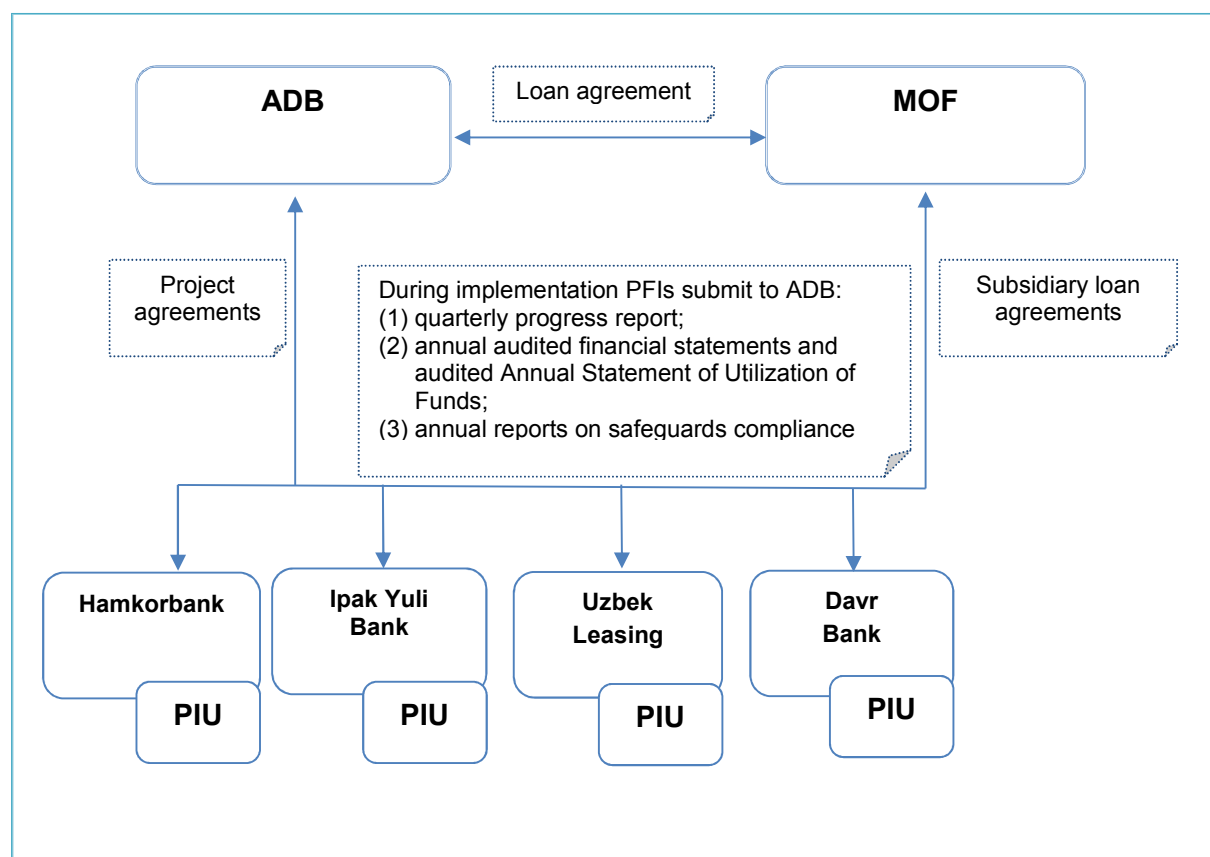 ADB
Loan agreement
MOF
Project
agreements
During implementation PFIs submit to ADB:
(1) quarterly progress report;
(2) annual audited financial statements and
audited Annual Statement of Utilization of
Funds;
(3) annual reports on safeguards compliance
Subsidiary loan
agreements
Hamkorbank
PIU
Ipak Yuli
Bank
PIU
Uzbek
Leasing
PIU
Davr
Bank
PIU